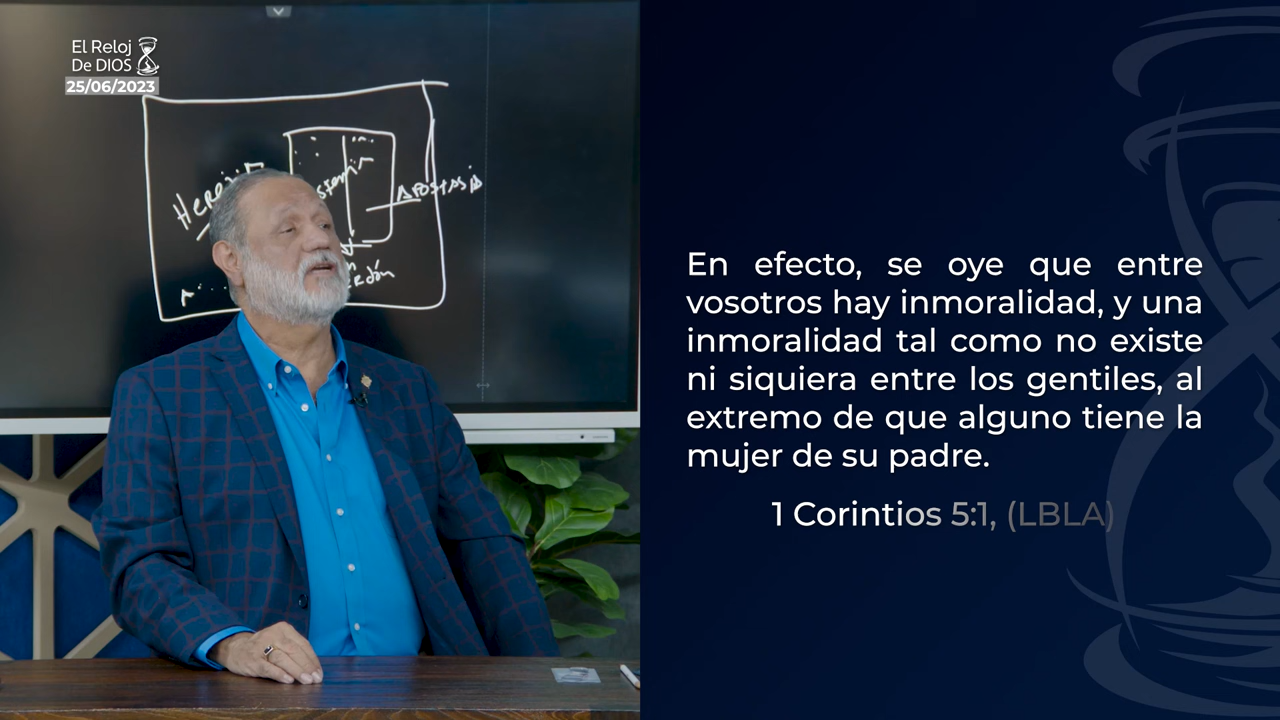 El Reloj
De DIOS
25/06/2023
APOSTASIA
En efecto, se oye que entre
vosotros hay inmoralidad, y una
inmoralidad tal como no existe
ni siquiera entre los gentiles, al
extremo de que alguno tiene la
mujer de su padre.
1 Corintios 5:1, (LBLA)